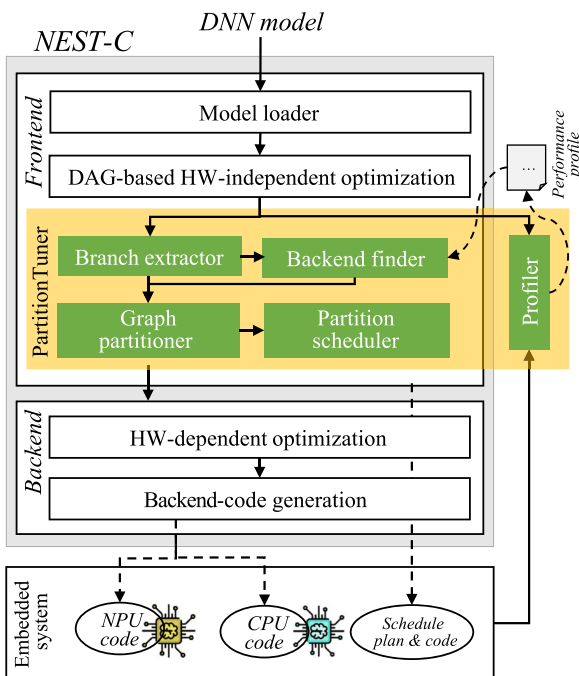 DNN model
NEST-C
Frontend
Model loader
DAG-based HW-independent optimization
...
Performance
profile
PartitionTuner
Branch extractor
Backend finder
Profiler
Graph
partitioner
Partition
scheduler
Backend
HW-dependent optimization
Backend-code generation
Embedded
system
NPU
code
CPU
code
Schedule
plan & code